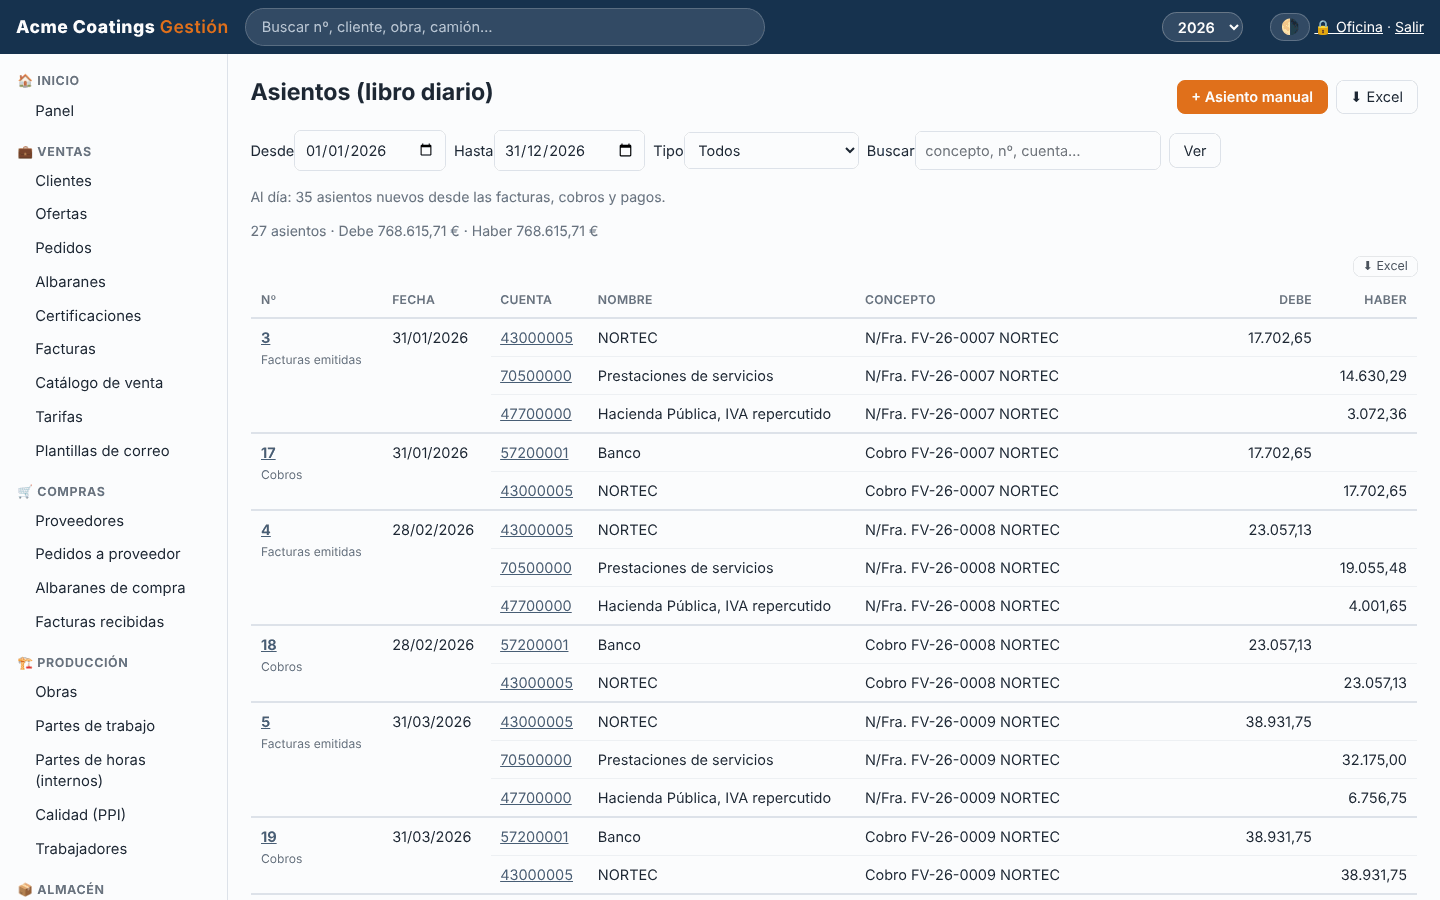 Acme Coatings Gestión
Buscar nº, cliente, obra, camión...
2026
Oficina · Salir
INICIO
Panel
VENTAS
Clientes
Ofertas
Pedidos
Albaranes
Certificaciones
Facturas
Catálogo de venta
Tarifas
Plantillas de correo
COMPRAS
Proveedores
Pedidos a proveedor
Albaranes de compra
Facturas recibidas
PRODUCCIÓN
Obras
Partes de trabajo
Partes de horas
(internos)
Calidad (PPI)
Trabajadores
ALMACÉN
Asientos (libro diario)
+ Asiento manual
⬇ Excel
Desde 01/01/2026 Hasta 31/12/2026 Tipo Todos Buscar concepto, nº, cuenta... Ver
Al día: 35 asientos nuevos desde las facturas, cobros y pagos.
27 asientos · Debe 768.615,71 € · Haber 768.615,71 €
⬇ Excel
Nº FECHA CUENTA NOMBRE CONCEPTO DEBE HABER
3 31/01/2026 43000005 NORTEC N/Fra. FV-26-0007 NORTEC 17.702,65
Facturas emitidas
70500000 Prestaciones de servicios N/Fra. FV-26-0007 NORTEC 14.630,29
47700000 Hacienda Pública, IVA repercutido N/Fra. FV-26-0007 NORTEC 3.072,36
17 31/01/2026 57200001 Banco Cobro FV-26-0007 NORTEC 17.702,65
Cobros
43000005 NORTEC Cobro FV-26-0007 NORTEC 17.702,65
4 28/02/2026 43000005 NORTEC N/Fra. FV-26-0008 NORTEC 23.057,13
Facturas emitidas
70500000 Prestaciones de servicios N/Fra. FV-26-0008 NORTEC 19.055,48
47700000 Hacienda Pública, IVA repercutido N/Fra. FV-26-0008 NORTEC 4.001,65
18 28/02/2026 57200001 Banco Cobro FV-26-0008 NORTEC 23.057,13
Cobros
43000005 NORTEC Cobro FV-26-0008 NORTEC 23.057,13
5 31/03/2026 43000005 NORTEC N/Fra. FV-26-0009 NORTEC 38.931,75
Facturas emitidas
70500000 Prestaciones de servicios N/Fra. FV-26-0009 NORTEC 32.175,00
47700000 Hacienda Pública, IVA repercutido N/Fra. FV-26-0009 NORTEC 6.756,75
19 31/03/2026 57200001 Banco Cobro FV-26-0009 NORTEC 38.931,75
Cobros
43000005 NORTEC Cobro FV-26-0009 NORTEC 38.931,75